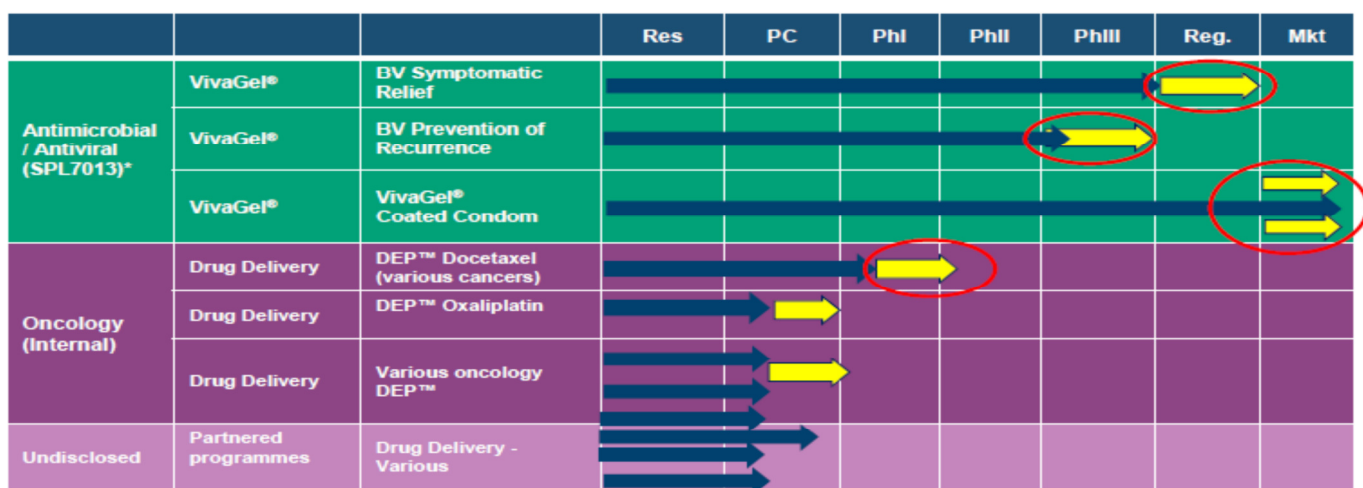 Res PC PhI PhII PhIII Reg. Mkt
Antimicrobial
/ Antiviral
(SPL7013)*
VivaGel®
BV Symptomatic
Relief
VivaGel®
BV Prevention of
Recurrence
VivaGel®
VivaGel®
Coated Condom
Oncology
(Internal)
Drug Delivery
DEP™ Docetaxel
(various cancers)
Drug Delivery
DEP™ Oxaliplatin
Drug Delivery
Various oncology
DEP™
Undisclosed
Partnered
programmes
Drug Delivery -
Various